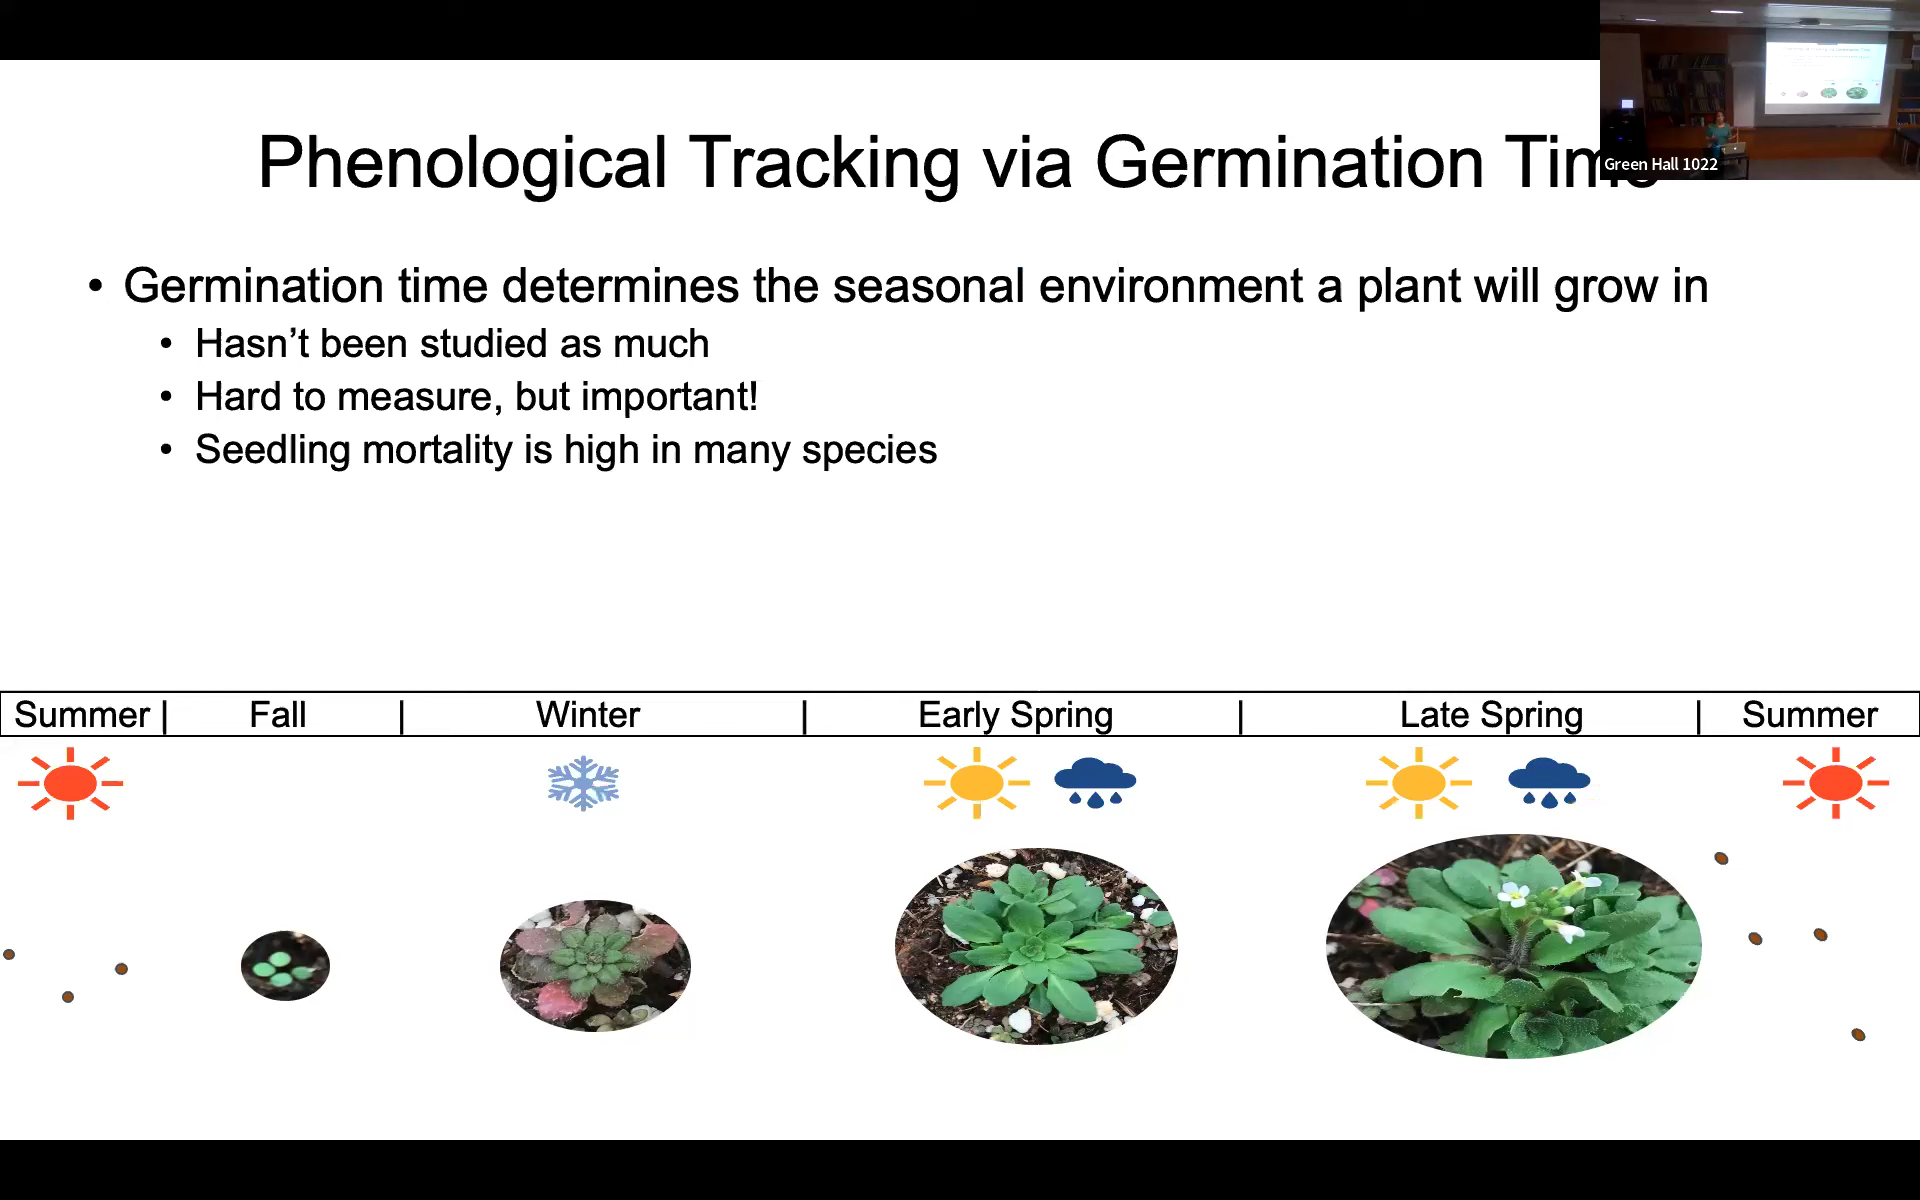 Phenological Tracking via Germination Time
Green Hall 1022
• Germination time determines the seasonal environment a plant will grow in
• Hasn’t been studied as much
• Hard to measure, but important!
• Seedling mortality is high in many species
Summer | Fall | Winter | Early Spring | Late Spring | Summer